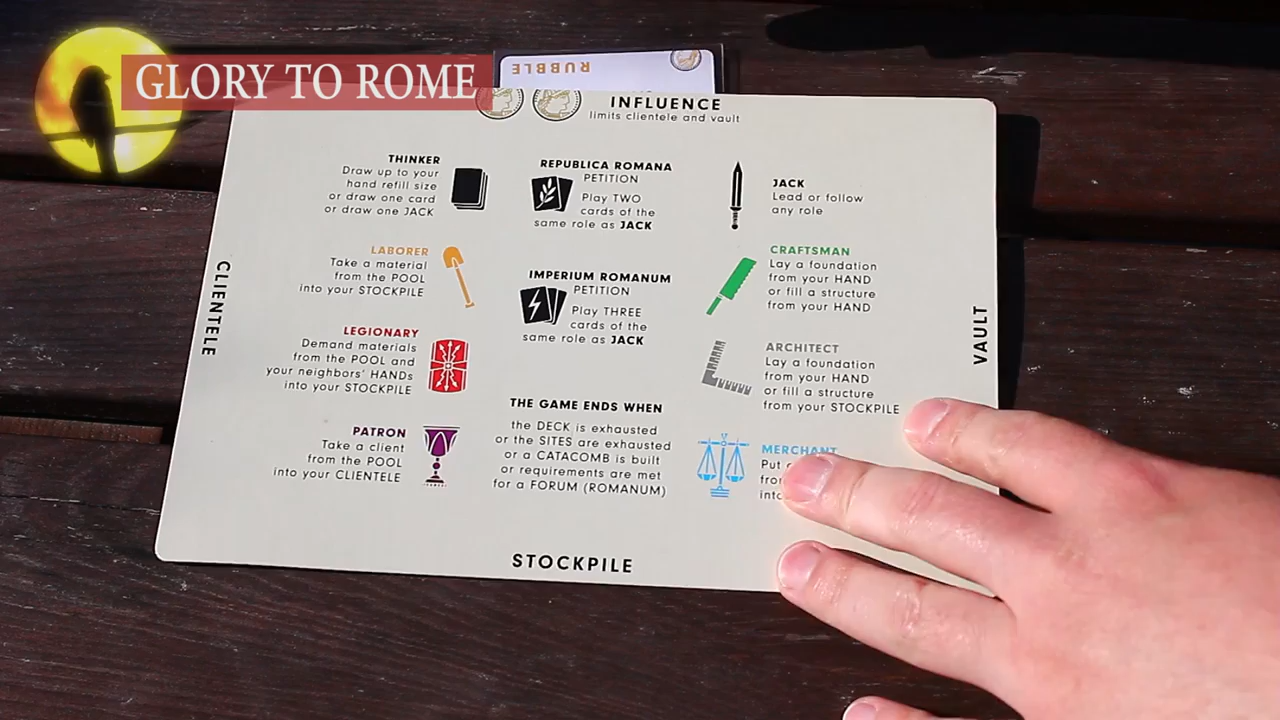 GLORY TO ROME
RUBBLE
INFLUENCE
limits clientele and vault
THINKER
Draw up to your
hand refill size
or draw one card
or draw one JACK
LABORER
Take a material
from the POOL
into your STOCKPILE
LEGIONARY
Demand materials
from the POOL and
your neighbors' HANDs
into your STOCKPILE
PATRON
Take a client
from the POOL
into your CLIENTELE
REPUBLICA ROMANA
PETITION
Play TWO
cards of the
same role as JACK
IMPERIUM ROMANUM
PETITION
Play THREE
cards of the
same role as JACK
THE GAME ENDS WHEN
the DECK is exhausted
or the SITES are exhausted
or a CATACOMB is built
or requirements are met
for a FORUM (ROMANUM)
JACK
Lead or follow
any role
CRAFTSMAN
Lay a foundation
from your HAND
or fill a structure
from your HAND
ARCHITECT
Lay a foundation
from your HAND
or fill a structure
from your STOCKPILE
MERCHANT
Put
CLIENTELE
VAULT
STOCKPILE